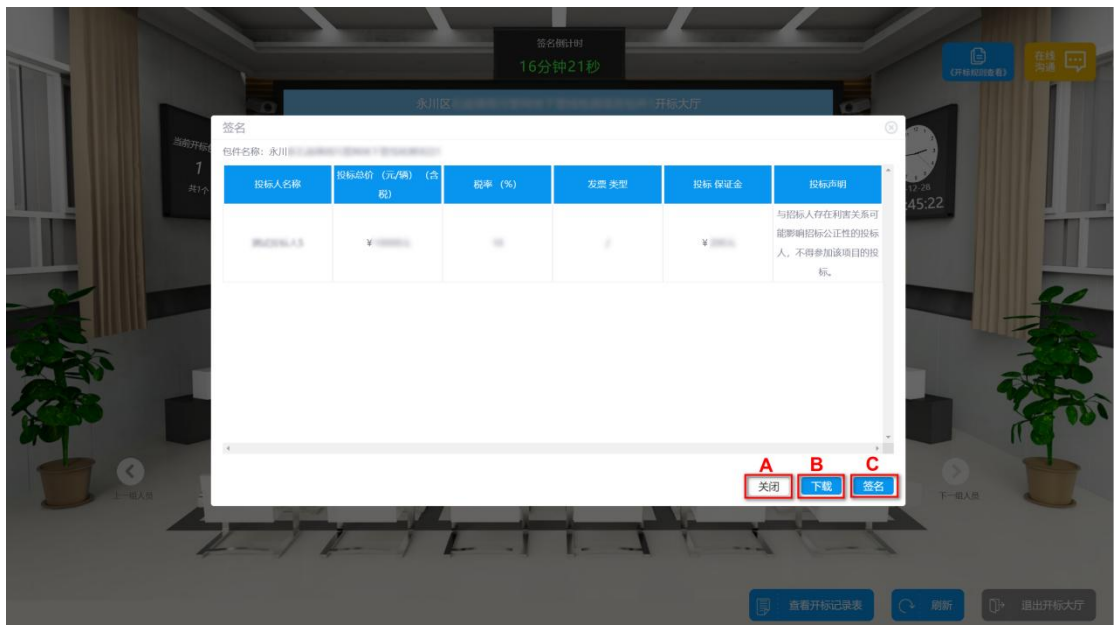 签名倒计时
16分钟21秒
《开标规则查看》
在线
沟通
永川区
开标大厅
签名
当前开标
1
共1个
包件名称：永川
投标人名称
投标总价 （元/辆） （含税）
税率 （%）
发票 类型
投标 保证金
投标声明
12-28
45:22
¥
/
¥
与招标人存在利害关系可
能影响招标公正性的投标
人，不得参加该项目的投
标。
A
B
C
关闭
下载
签名
上一组人员
下一组人员
查看开标记录表
刷新
退出开标大厅